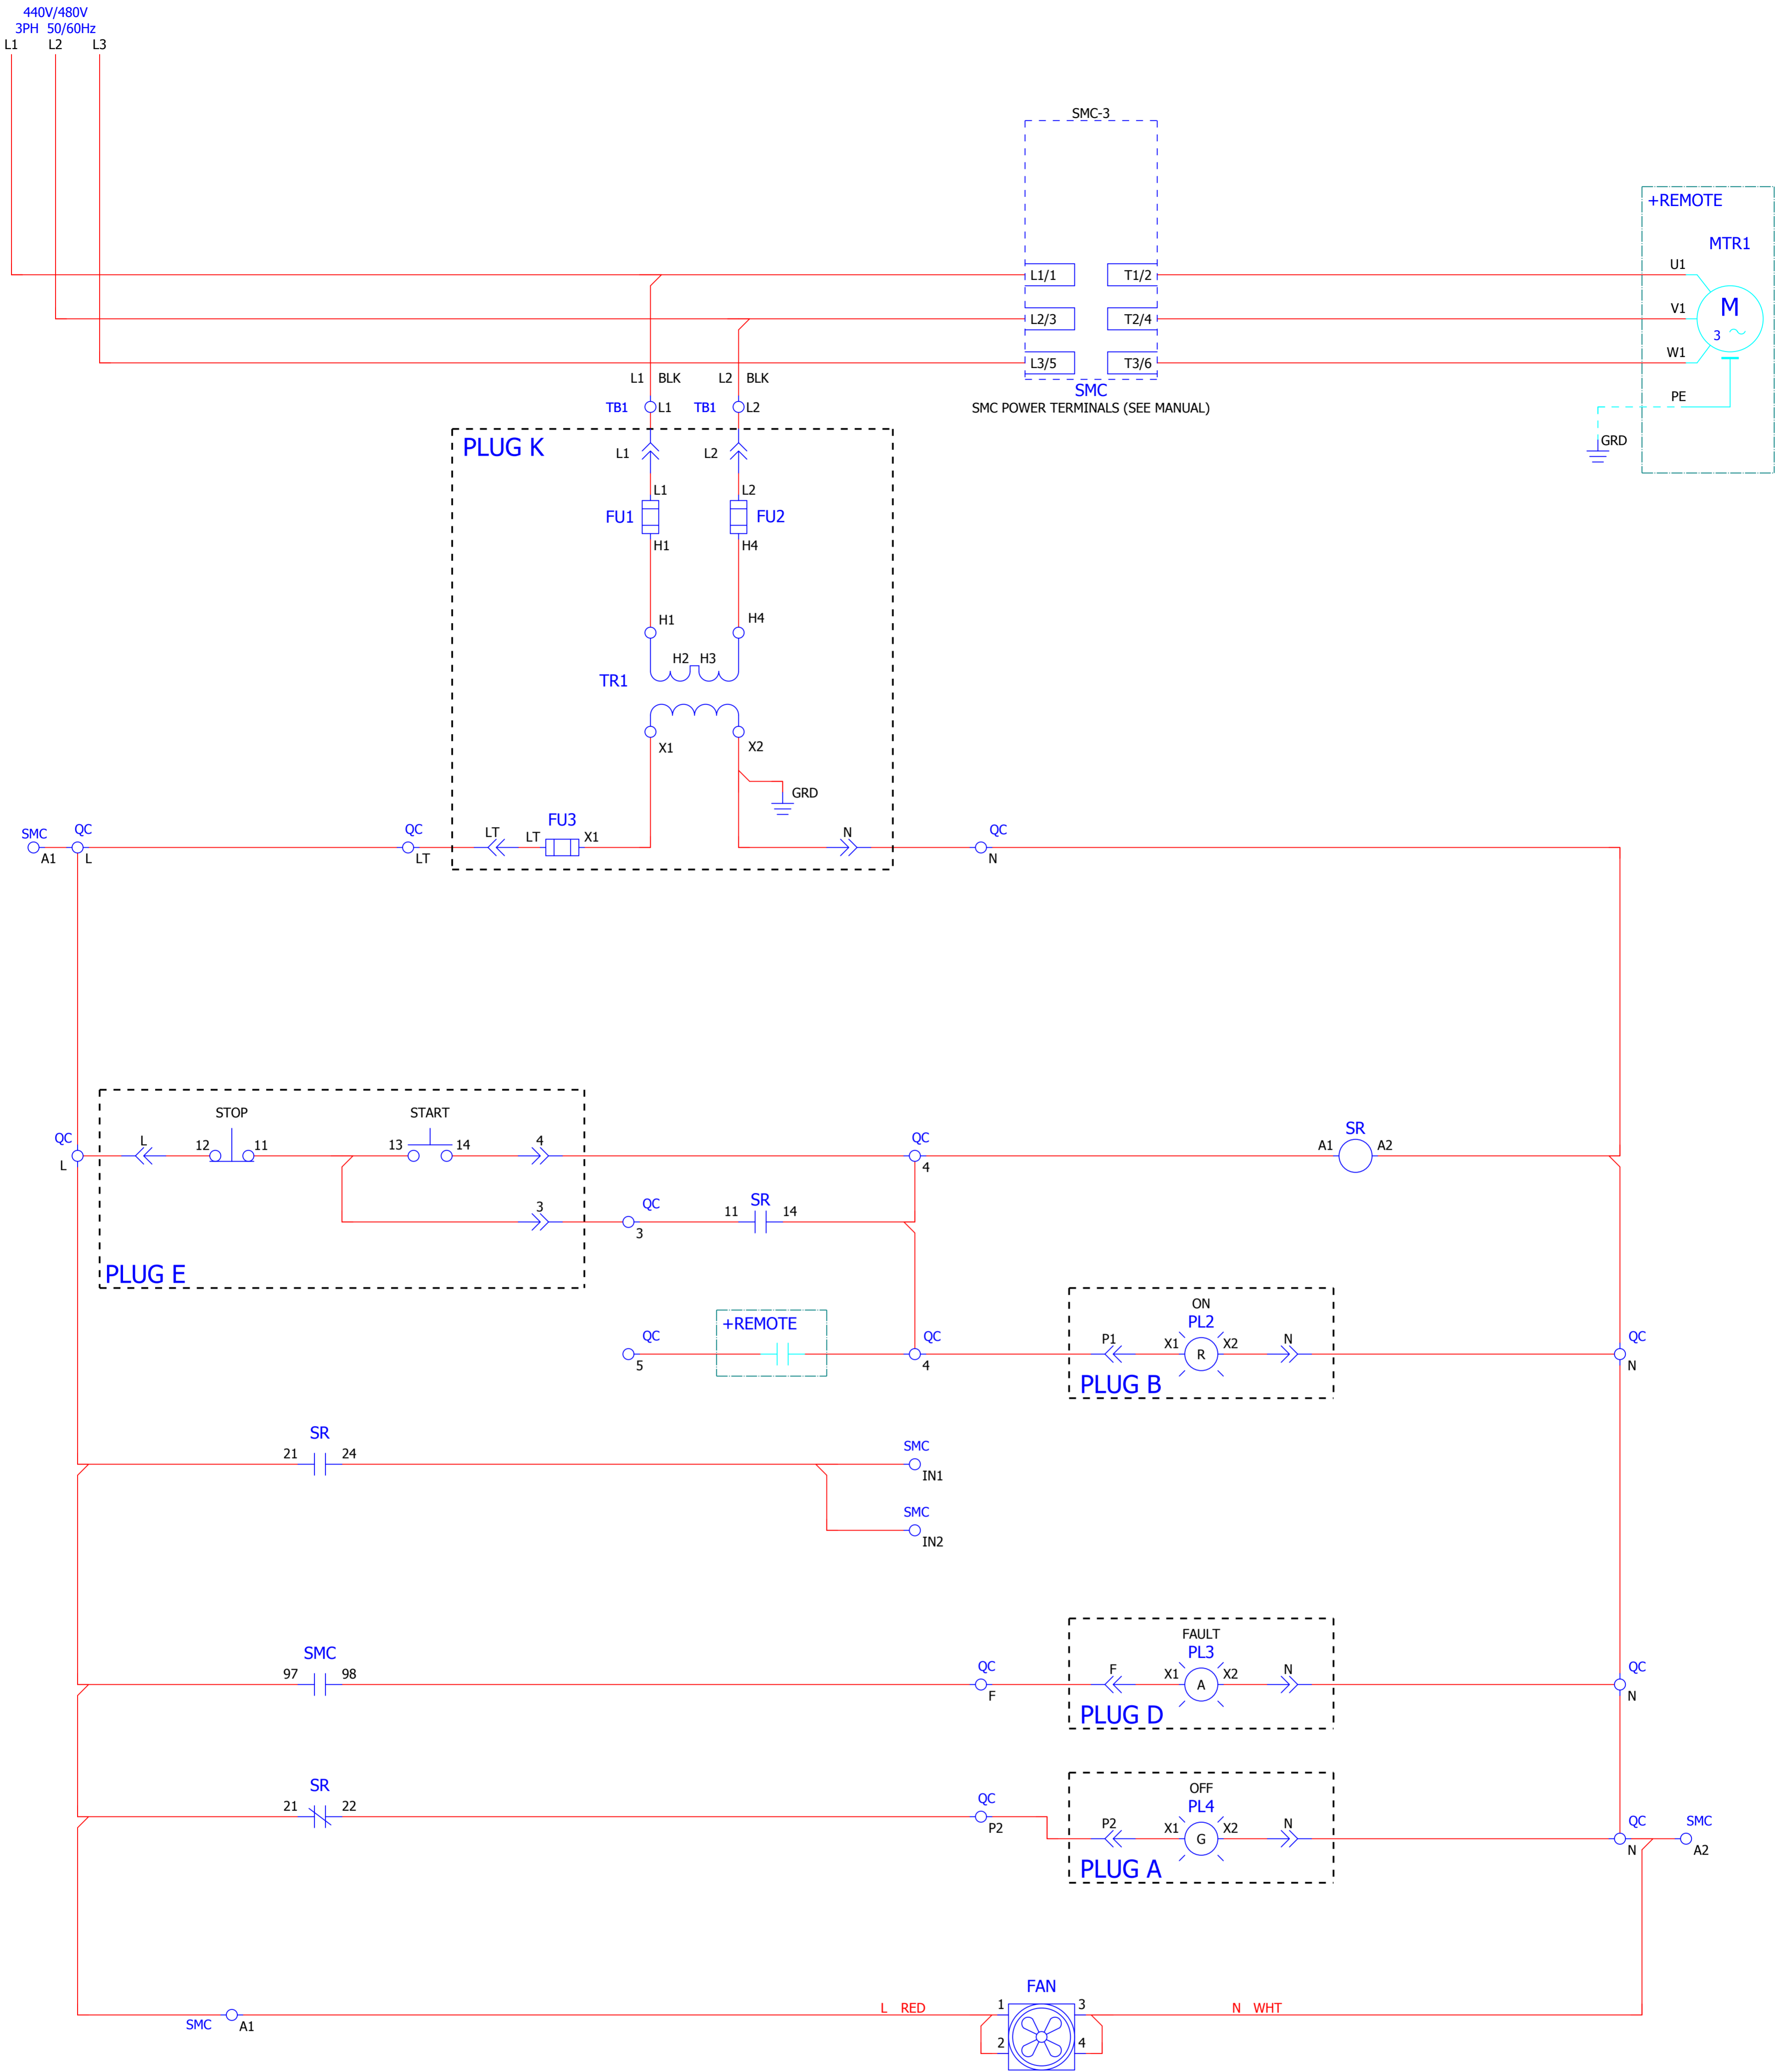 440V/480V
3PH 50/60Hz
L1 L2 L3
SMC-3
+REMOTE
MTR1
L1/1 T1/2 U1
L2/3 T2/4 V1 M
3
L3/5 T3/6 W1
L1 BLK L2 BLK
SMC
SMC POWER TERMINALS (SEE MANUAL)
PE
TB1 L1 TB1 L2
GRD
PLUG K
L1 L2
L1 L2
FU1 FU2
H1 H4
H1 H4
H2 H3
TR1
X1 X2
GRD
FU3
SMC QC QC LT LT X1 N QC
A1 L LT N
STOP START
QC L 12 11 13 14 4 QC SR
L 4 A1 A2
3 QC 11 SR 14
3
PLUG E
ON
+REMOTE PL2
QC QC P1 X1 X2 N QC
R
5 4 N
PLUG B
SR
21 24 SMC
IN1
SMC
IN2
FAULT
SMC PL3
97 98 QC F X1 X2 N QC
A
F N
PLUG D
SR OFF
21 22 QC PL4
P2 P2 X1 X2 N QC SMC
G
N A2
PLUG A
FAN
L RED 1 3 N WHT
SMC A1
2 4